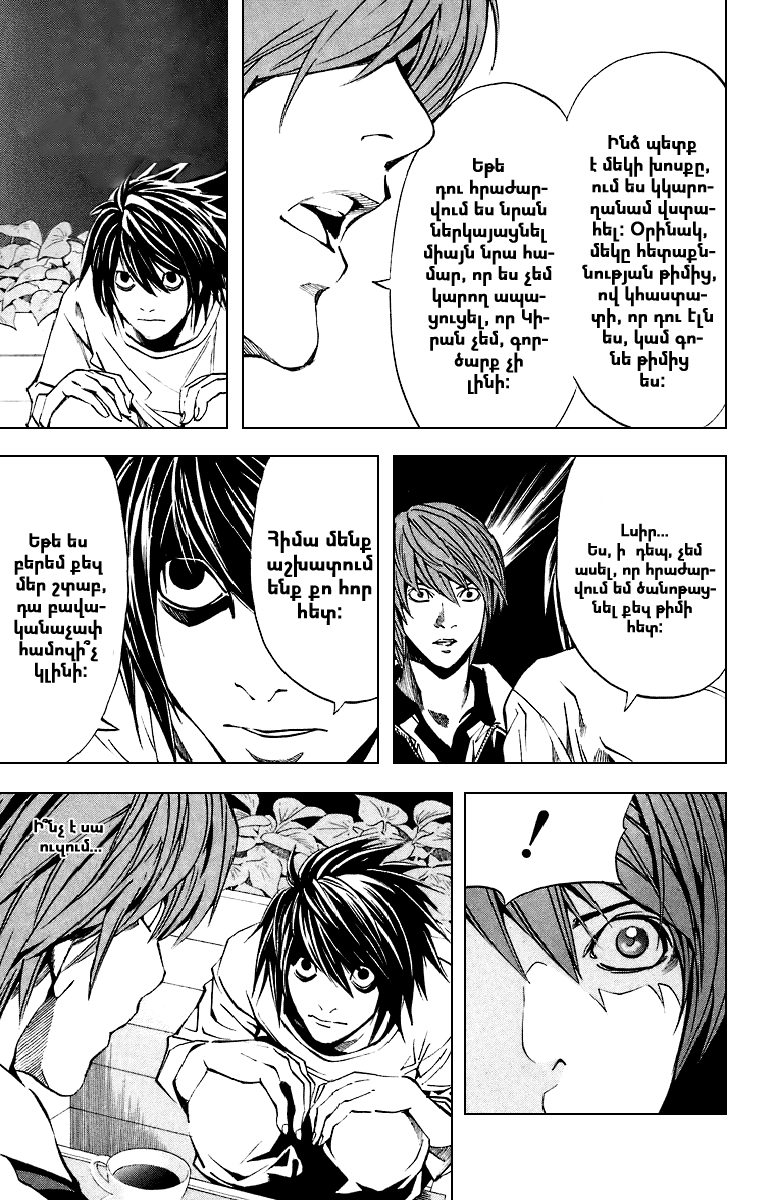 Ինձ պետք
է մեկի խոսքը,
ում ես կկարո-
ղանամ վստա-
հել: Օրինակ,
մեկը հետաքն-
նության թիմից,
ով կհաստա-
տի, որ դու էլն
ես, կամ գո-
նե թիմից
ես:
Եթե
դու հրաժար-
վում ես նրան
ներկայացնել
միայն նրա հա-
մար, որ ես չեմ
կարող ապա-
ցուցել, որ Կի-
րան չեմ, գոր-
ծարք չի
լինի:
Լսիր...
Ես, ի դեպ, չեմ
ասել, որ հրաժար-
վում եմ ծանոթաց-
նել քեզ թիմի
հետ:
Հիմա մենք
աշխատում
ենք քո հոր
հետ:
Եթե ես
բերեմ քեզ
մեր շտաբ,
դա բավա-
կանաչափ
համոզի՞չ
կլինի:
!
Ի՞նչ է սա
ուզում...